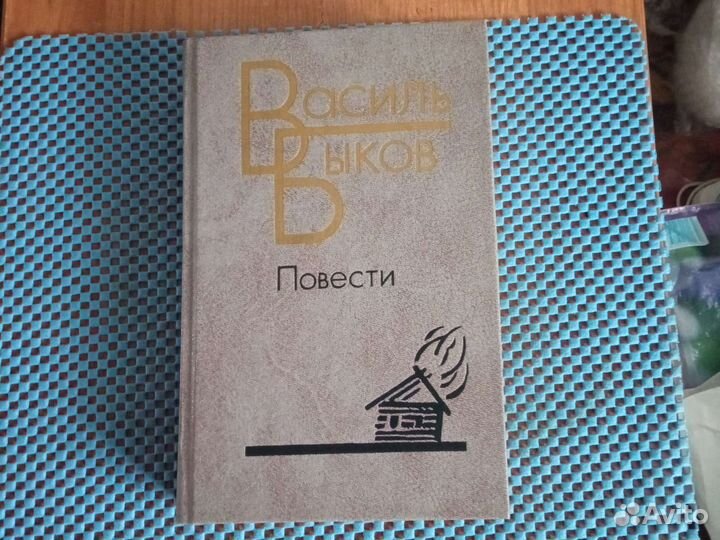 Василь
Быков
Повести
Avito